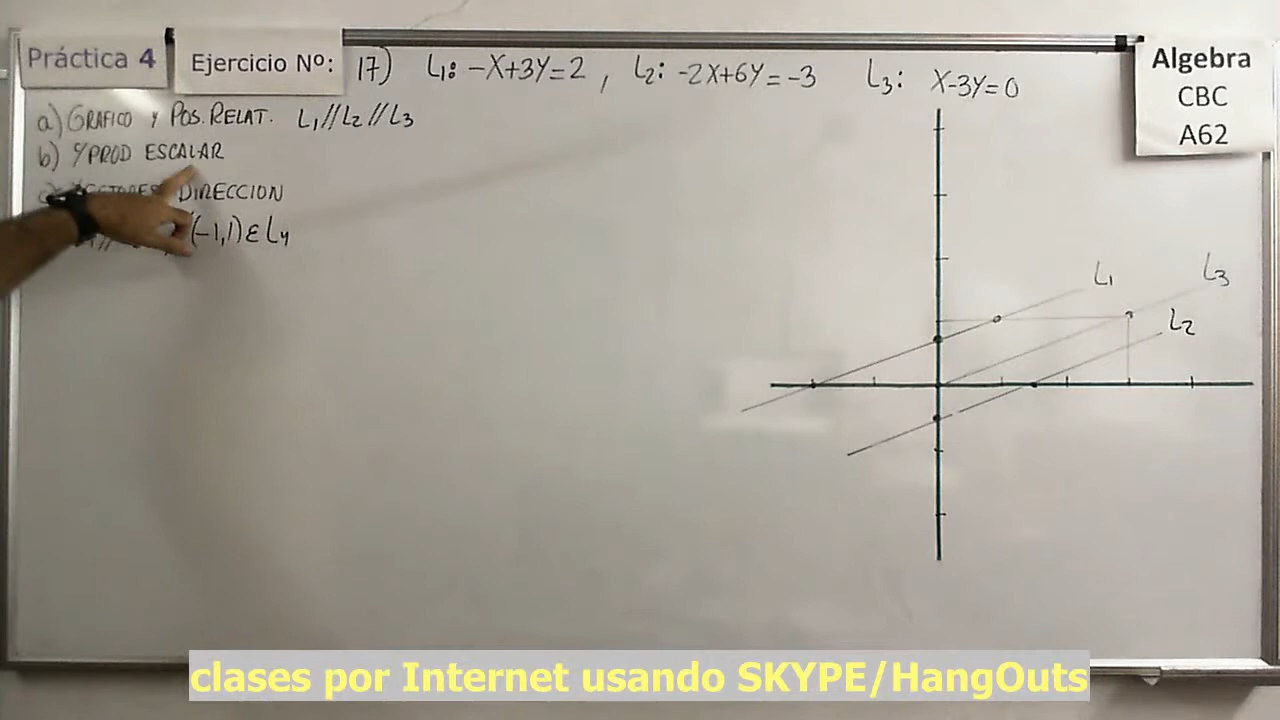 Práctica 4
Ejercicio Nº: 17) L1: -X+3Y=2 , L2: -2X+6Y=-3 L3: X-3Y=0
Algebra
CBC
A62
a) GRAFICO Y POS. RELAT. L1//L2//L3
b) PROD ESCALAR
DIRECCION
(-1,1) ε L4
L1
L3
L2
clases por Internet usando SKYPE/HangOuts